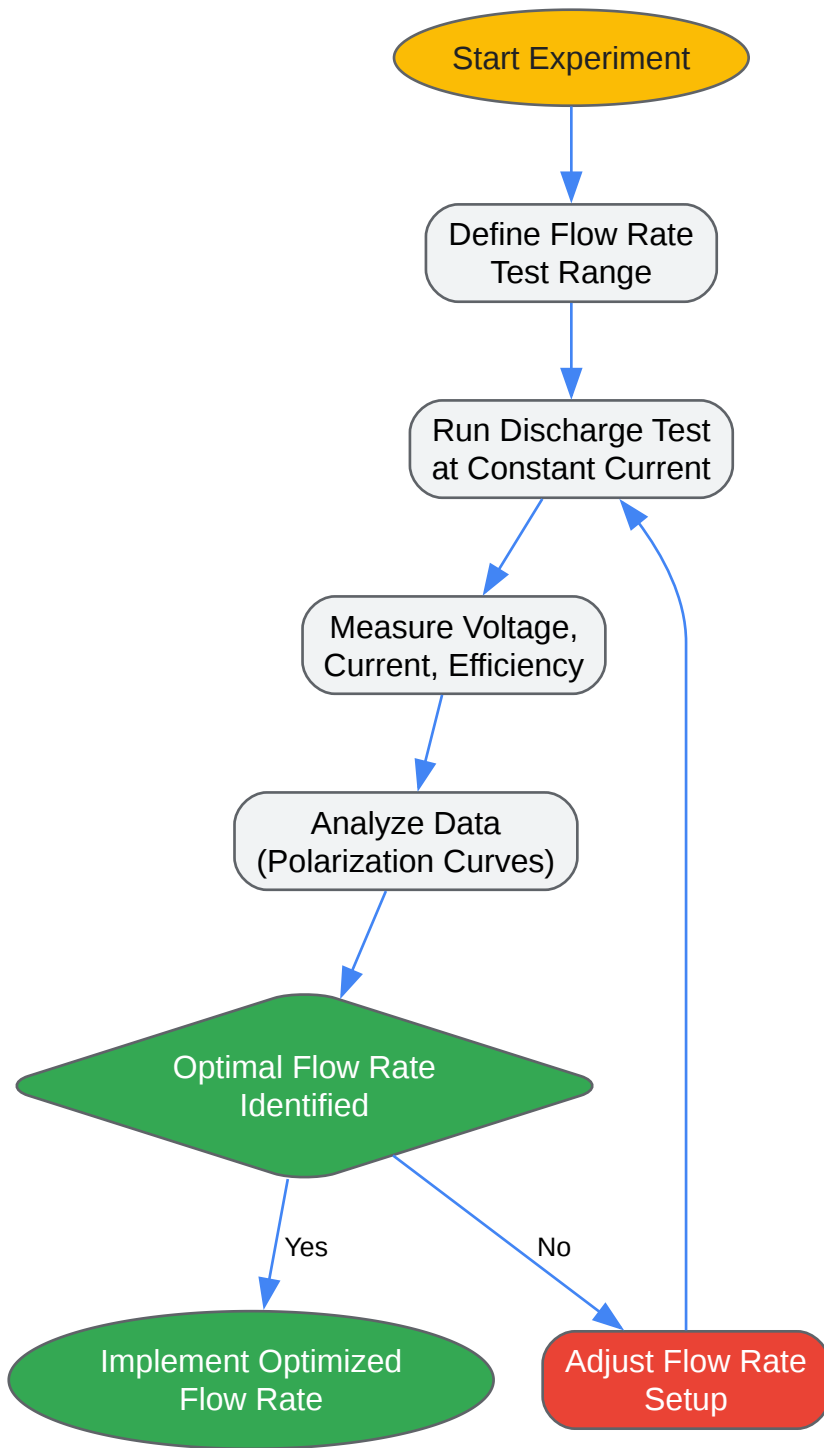 Start Experiment
Define Flow Rate
Test Range
Run Discharge Test
at Constant Current
Measure Voltage,
Current, Efficiency
Analyze Data
(Polarization Curves)
Optimal Flow Rate
Identified
Yes
No
Implement Optimized
Flow Rate
Adjust Flow Rate
Setup